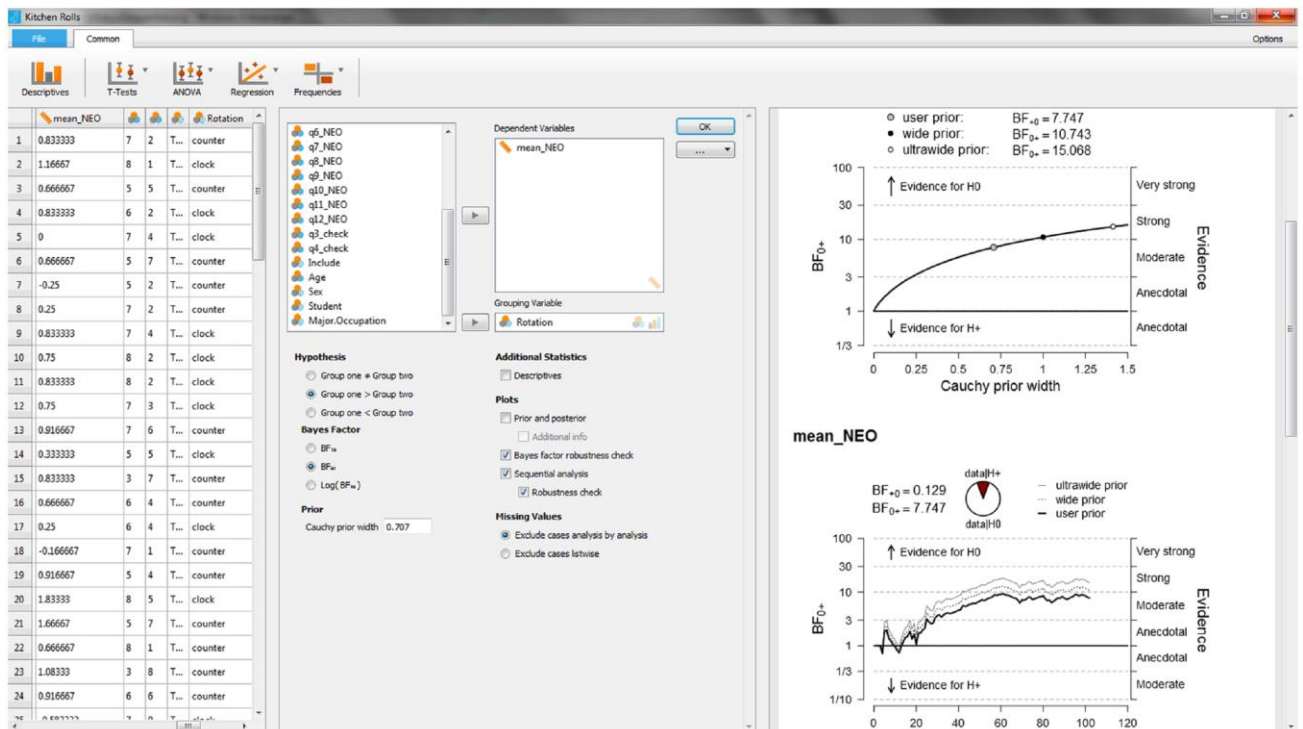 Kitchen Rolls
File Common Options
Descriptives T-Tests ANOVA Regression Frequencies
mean_NEO Rotation
1 0.833333 7 2 T... counter
2 1.16667 8 1 T... clock
3 0.666667 5 5 T... counter
4 0.833333 6 2 T... clock
5 0 7 4 T... clock
6 0.666667 5 7 T... counter
7 -0.25 5 2 T... counter
8 0.25 7 2 T... counter
9 0.833333 7 4 T... clock
10 0.75 8 2 T... clock
11 0.833333 8 2 T... clock
12 0.75 7 3 T... clock
13 0.916667 7 6 T... counter
14 0.333333 5 5 T... clock
15 0.833333 3 7 T... counter
16 0.666667 6 4 T... counter
17 0.25 6 4 T... clock
18 -0.166667 7 1 T... counter
19 0.916667 5 4 T... counter
20 1.83333 8 5 T... clock
21 1.66667 5 7 T... counter
22 0.666667 8 1 T... counter
23 1.08333 3 8 T... counter
24 0.916667 6 6 T... counter
q6_NEO
q7_NEO
q8_NEO
q9_NEO
q10_NEO
q11_NEO
q12_NEO
q3_check
q4_check
Include
Age
Sex
Student
Major.Occupation
Dependent Variables
mean_NEO
OK
...
Grouping Variable
Rotation
Hypothesis
Group one ≠ Group two
Group one > Group two
Group one < Group two
Bayes Factor
Prior
Cauchy prior width 0.707
Additional Statistics
Descriptives
Plots
Prior and posterior
Additional info
Bayes factor robustness check
Sequential analysis
Robustness check
Missing Values
Exclude cases analysis by analysis
Exclude cases listwise
user prior: BF+0 = 7.747
wide prior: BF0+ = 10.743
ultrawide prior: BF0+ = 15.068
100
30
10
3
1
1/3
BF0+
Evidence for H0
Evidence for H+
Very strong
Strong
Moderate
Anecdotal
Anecdotal
Evidence
0 0.25 0.5 0.75 1 1.25 1.5
Cauchy prior width
mean_NEO
BF+0 = 0.129
BF0+ = 7.747
data|H+
data|H0
ultrawide prior
wide prior
user prior
100
30
10
3
1
1/3
1/10
BF0+
Evidence for H0
Evidence for H+
Very strong
Strong
Moderate
Anecdotal
Anecdotal
Moderate
Evidence
0 20 40 60 80 100 120